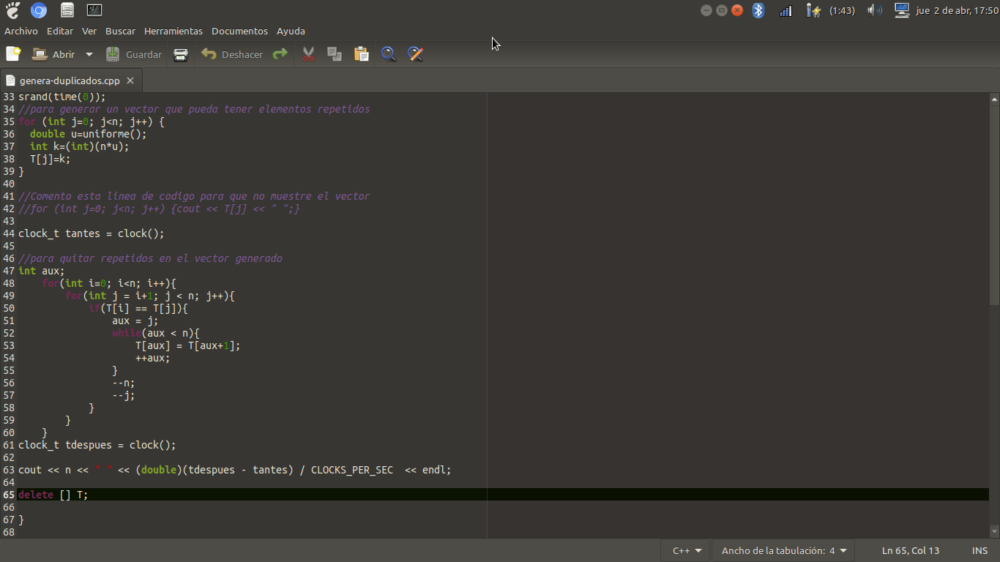 (1:43) jue 2 de abr, 17:50
Archivo Editar Ver Buscar Herramientas Documentos Ayuda
Abrir Guardar Deshacer
genera-duplicados.cpp
33 srand(time(0));
34 //para generar un vector que pueda tener elementos repetidos
35 for (int j=0; j<n; j++) {
36   double u=uniforme();
37   int k=(int)(n*u);
38   T[j]=k;
39 }
40
41 //Comento esta linea de codigo para que no muestre el vector
42 //for (int j=0; j<n; j++) {cout << T[j] << " ";}
43
44 clock_t tantes = clock();
45
46 //para quitar repetidos en el vector generado
47 int aux;
48     for(int i=0; i<n; i++){
49         for(int j = i+1; j < n; j++){
50             if(T[i] == T[j]){
51                 aux = j;
52                 while(aux < n){
53                     T[aux] = T[aux+1];
54                     ++aux;
55                 }
56                 --n;
57                 --j;
58             }
59         }
60     }
61 clock_t tdespues = clock();
62
63 cout << n << " " << (double)(tdespues - tantes) / CLOCKS_PER_SEC  << endl;
64
65 delete [] T;
66
67 }
68
C++ Ancho de la tabulación: 4 Ln 65, Col 13 INS